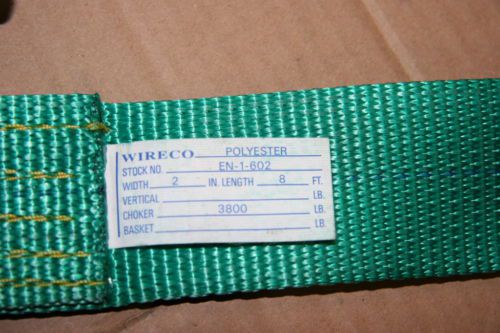 WIRECO POLYESTER
STOCK NO. EN-1-602
WIDTH 2 IN. LENGTH 8 FT.
VERTICAL LB.
CHOKER 3800 LB.
BASKET LB.